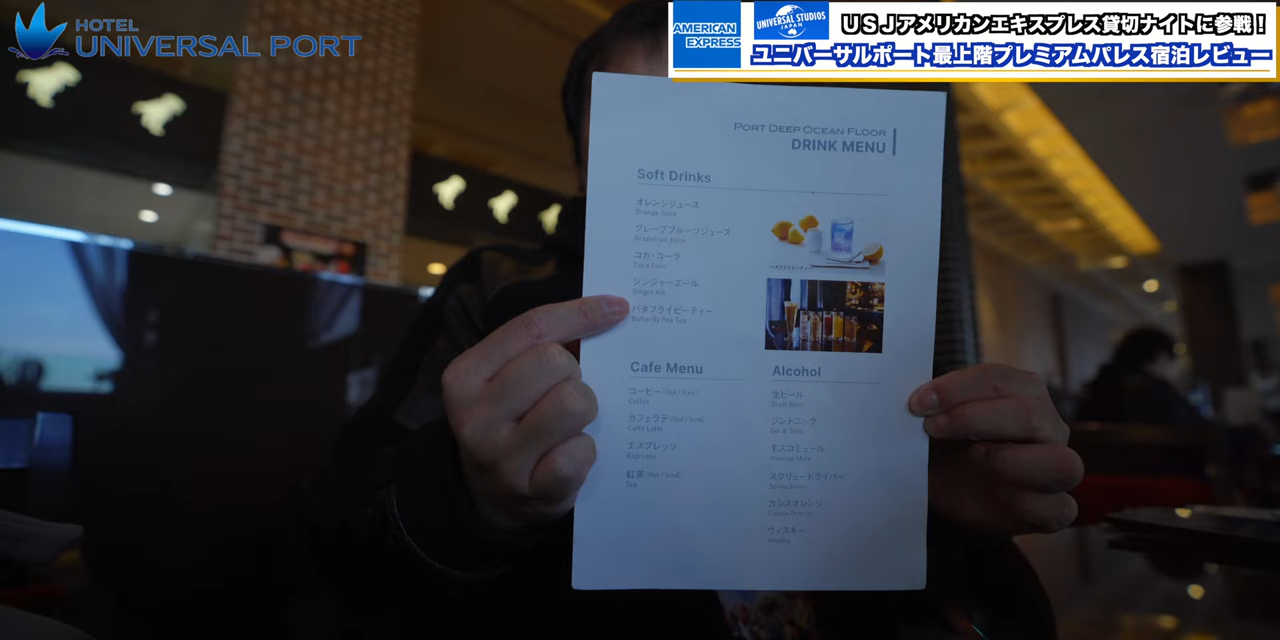 HOTEL
UNIVERSAL PORT
AMERICAN
EXPRESS
UNIVERSAL STUDIOS
JAPAN
USJアメリカンエキスプレス貸切ナイトに参戦！
ユニバーサルポート最上階プレミアムパレス宿泊レビュー
PORT DEEP OCEAN FLOOR
DRINK MENU
Soft Drinks
オレンジジュース
Orange Juice
グレープフルーツジュース
Grapefruit Juice
コカ・コーラ
Coca Cola
ジンジャーエール
Ginger Ale
バタフライピーティー
Butterfly Pea Tea
バタフライピーティー
Cafe Menu
コーヒー (Hot / Iced)
Coffee
カフェラテ (Hot / Iced)
Caffe Latte
エスプレッソ
Espresso
紅茶 (Hot / Iced)
Tea
Alcohol
生ビール
ジントニック
Gin & Tonic
モスコミュール
スクリュードライバー
カシスオレンジ
ウィスキー